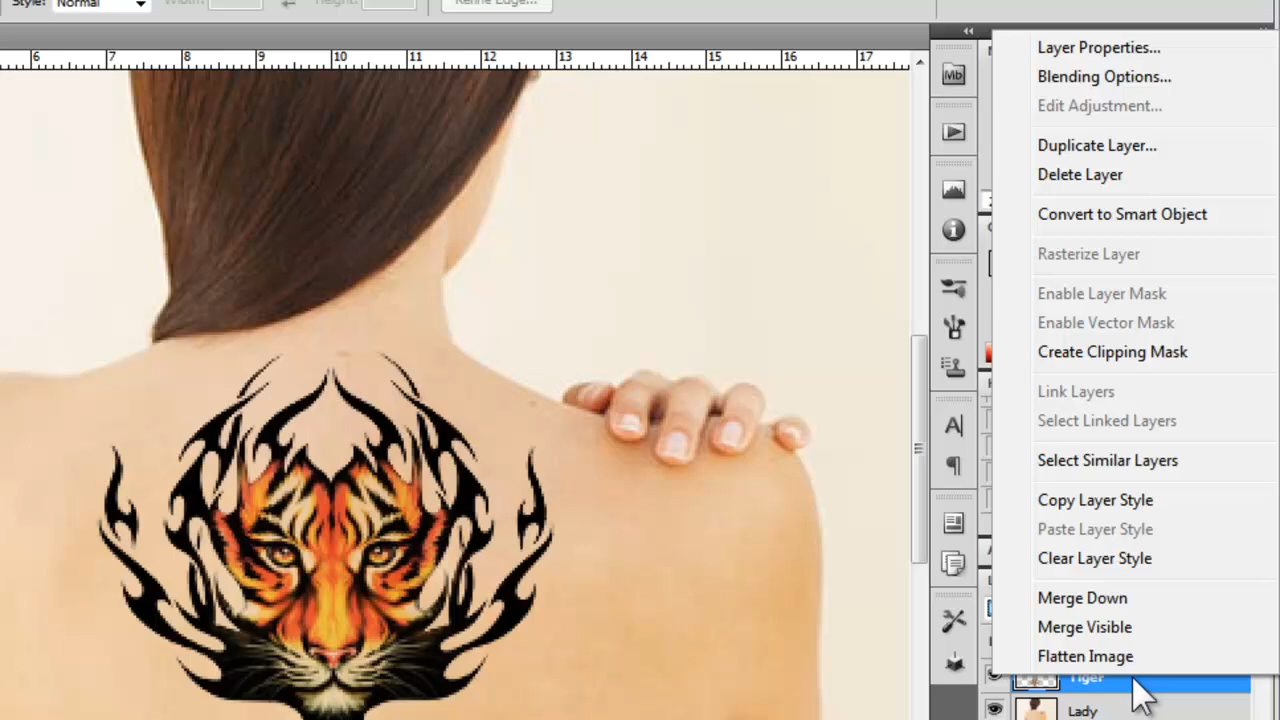 Style: Normal Width: Height: Refine Edge...
6 7 8 9 10 11 12 13 14 15 16 17
Mb
Layer Properties...
Blending Options...
Edit Adjustment...
Duplicate Layer...
Delete Layer
Convert to Smart Object
Rasterize Layer
Enable Layer Mask
Enable Vector Mask
Create Clipping Mask
Link Layers
Select Linked Layers
Select Similar Layers
Copy Layer Style
Paste Layer Style
Clear Layer Style
Merge Down
Merge Visible
Flatten Image
Tiger
Lady